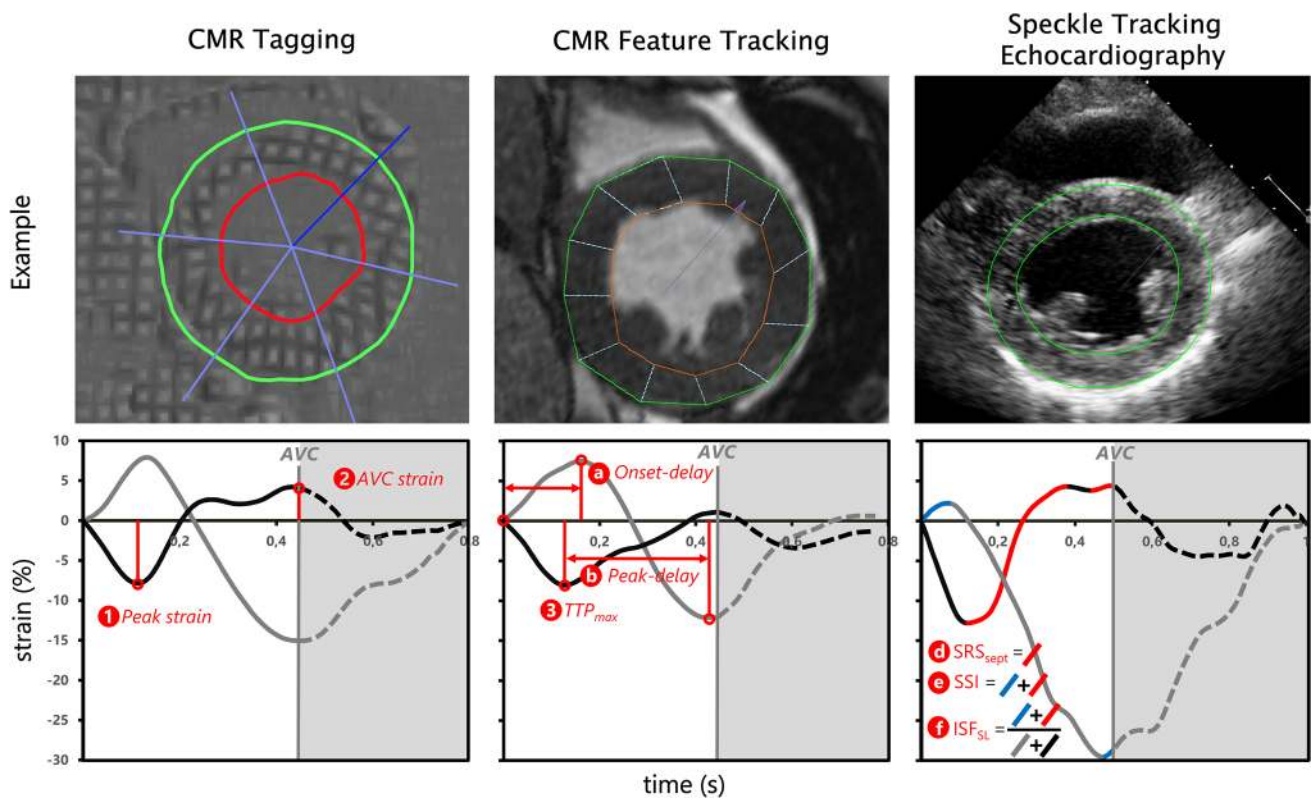 CMR Tagging
CMR Feature Tracking
Speckle Tracking
Echocardiography
Example
strain (%)
10
5
0
-5
-10
-15
-20
-25
-30
AVC
2 AVC strain
0,2
0,4
0,6
0,8
1 Peak strain
AVC
a Onset-delay
0,2
0,4
0,6
0,8
b Peak-delay
3 TTPmax
AVC
0,2
0,4
0,6
0,8
1
d SRSsept =
e SSI = +
f ISFSL = +
+
time (s)